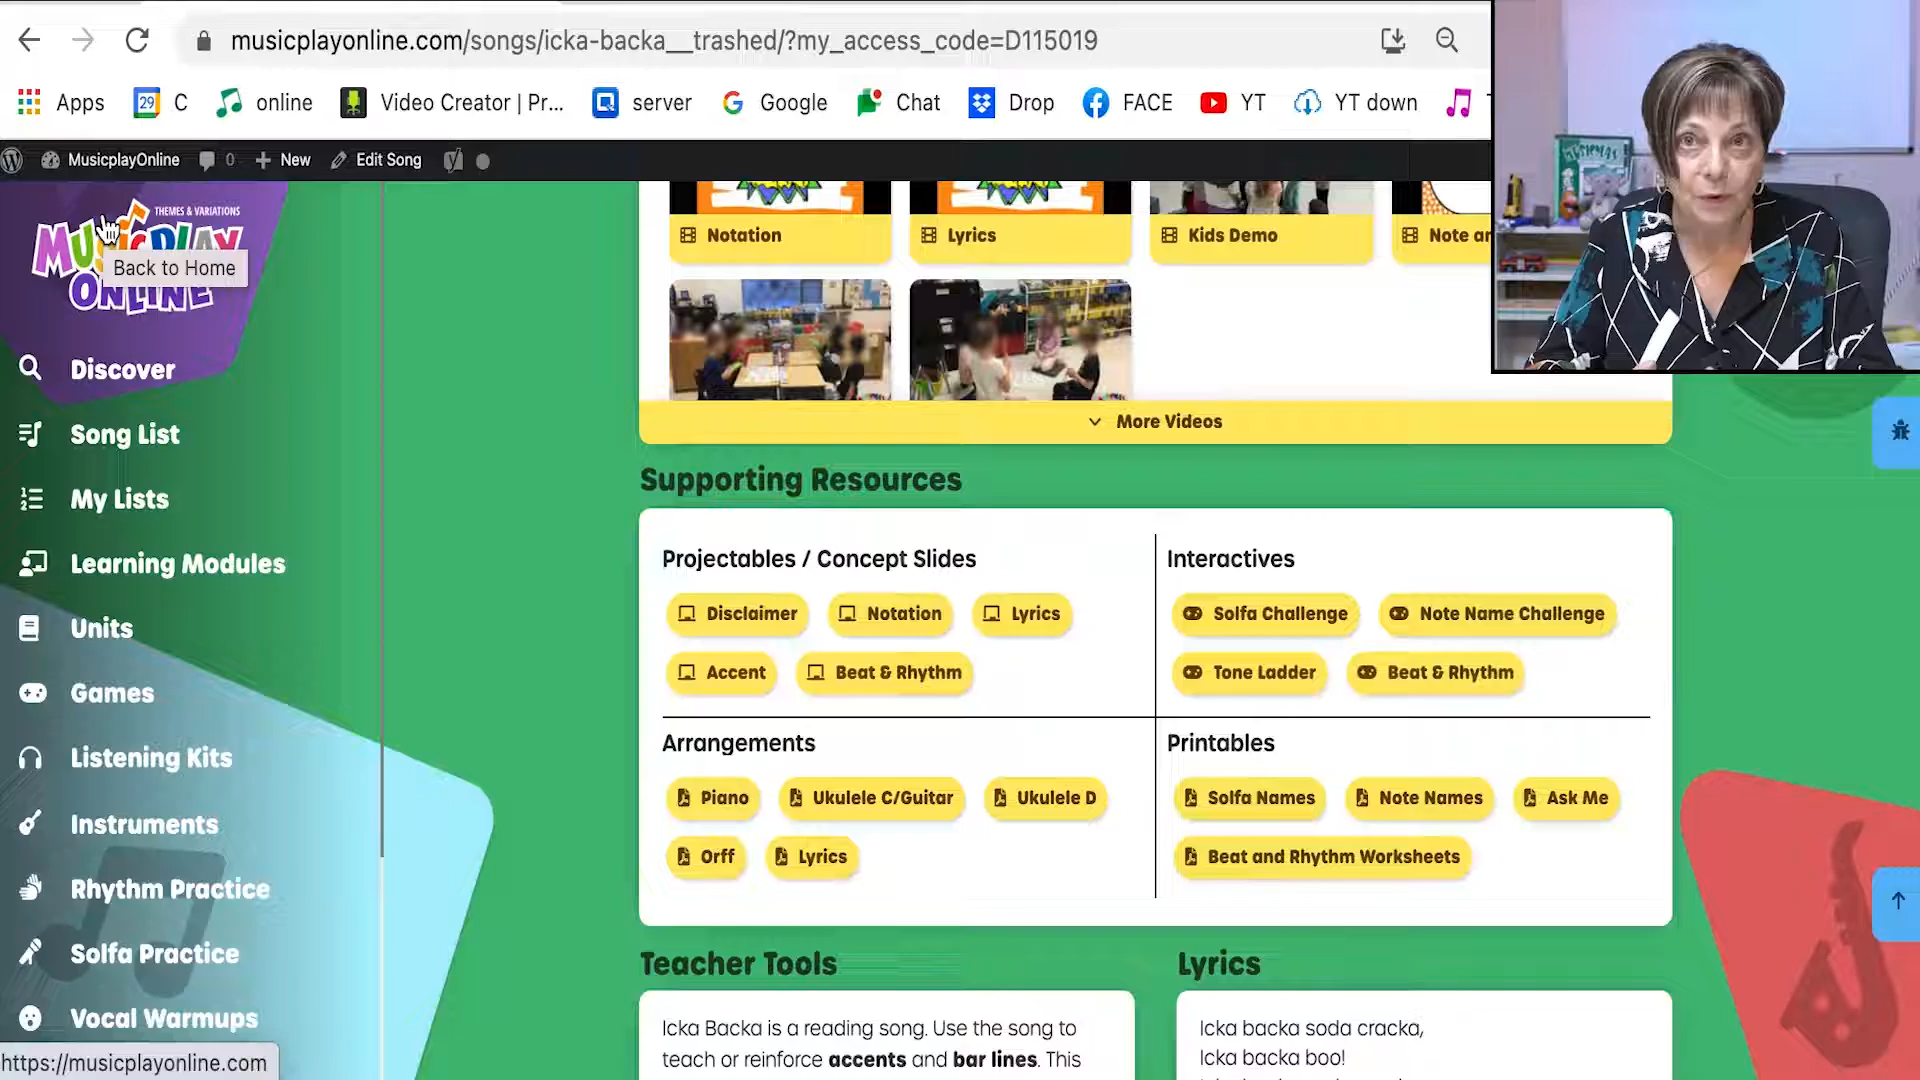 musicplayonline.com/songs/icka-backa__trashed/?my_access_code=D115019
Apps
29
C
online
Video Creator | Pr...
server
Google
Chat
Drop
FACE
YT
YT down
MusicplayOnline
0
New
Edit Song
THEMES & VARIATIONS
MUSICPLAY
ONLINE
Back to Home
Discover
Song List
My Lists
Learning Modules
Units
Games
Listening Kits
Instruments
Rhythm Practice
Solfa Practice
Vocal Warmups
https://musicplayonline.com
Notation
Lyrics
Kids Demo
Note
More Videos
Supporting Resources
Projectables / Concept Slides
Disclaimer
Notation
Lyrics
Accent
Beat & Rhythm
Interactives
Solfa Challenge
Note Name Challenge
Tone Ladder
Beat & Rhythm
Arrangements
Piano
Ukulele C/Guitar
Ukulele D
Orff
Lyrics
Printables
Solfa Names
Note Names
Ask Me
Beat and Rhythm Worksheets
Teacher Tools
Icka Backa is a reading song. Use the song to
teach or reinforce accents and bar lines. This
Lyrics
Icka backa soda cracka,
Icka backa boo!